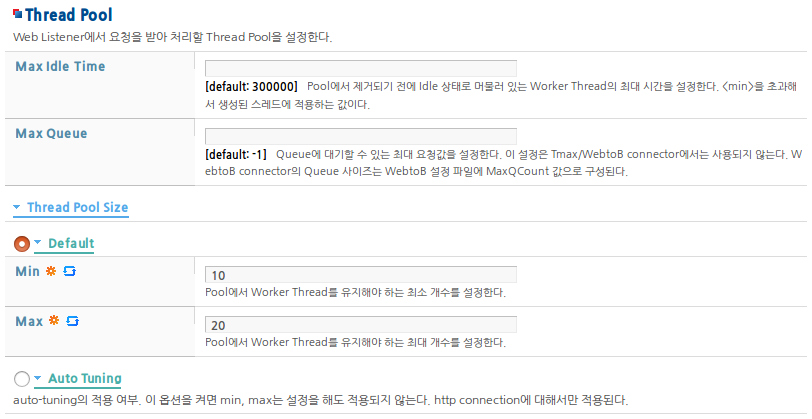 Thread Pool
Web Listener에서 요청을 받아 처리할 Thread Pool을 설정한다.
Max Idle Time
[default: 300000] Pool에서 제거되기 전에 Idle 상태로 머물러 있는 Worker Thread의 최대 시간을 설정한다. <min>을 초과해
서 생성된 스레드에 적용하는 값이다.
Max Queue
[default: -1] Queue에 대기할 수 있는 최대 요청값을 설정한다. 이 설정은 Tmax/WebtoB connector에서는 사용되지 않는다. W
ebtoB connector의 Queue 사이즈는 WebtoB 설정 파일에 MaxQCount 값으로 구성된다.
Thread Pool Size
Default
Min
10
Pool에서 Worker Thread를 유지해야 하는 최소 개수를 설정한다.
Max
20
Pool에서 Worker Thread를 유지해야 하는 최대 개수를 설정한다.
Auto Tuning
auto-tuning의 적용 여부. 이 옵션을 켜면 min, max는 설정을 해도 적용되지 않는다. http connection에 대해서만 적용된다.